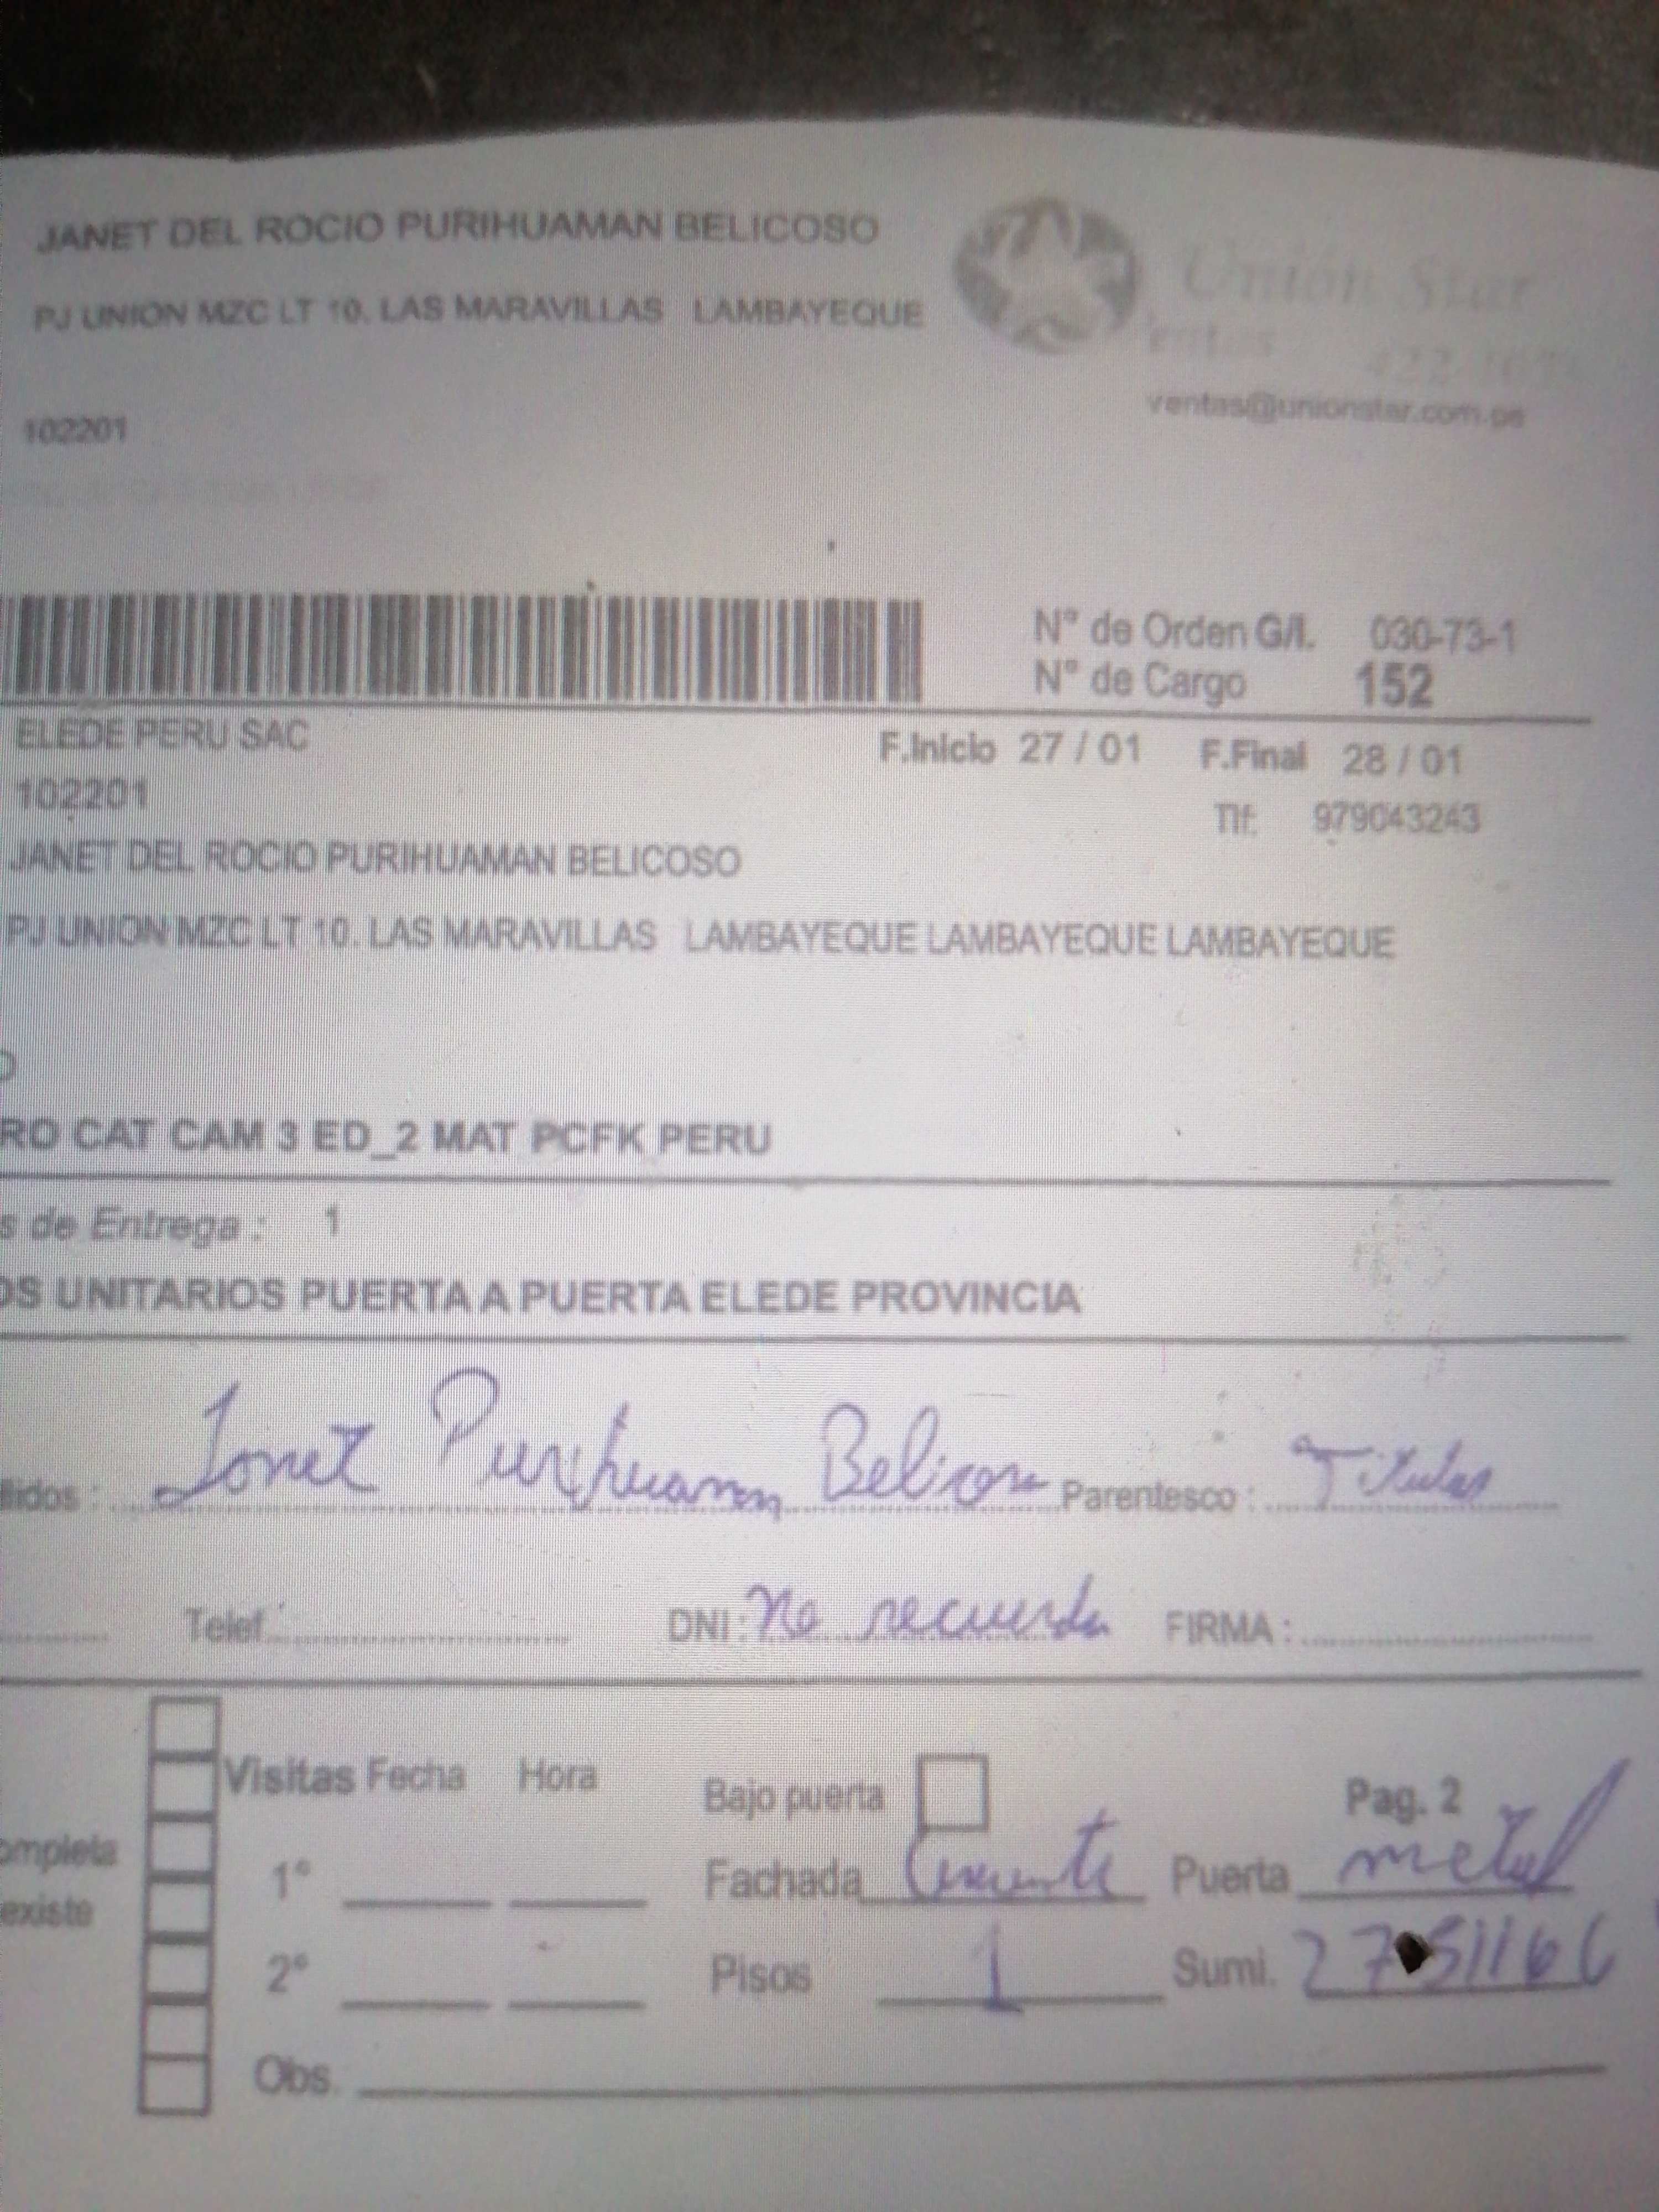 JANET DEL ROCIO PURIHUAMAN BELICOSO
Unión Star
PJ UNION MZC LT 10. LAS MARAVILLAS LAMBAYEQUE
ventas@unionstar.com.pe
102201
N° de Orden G/I. 030-73-1
N° de Cargo 152
ELEDE PERU SAC F.Inicio 27 / 01 F.Final 28 / 01
102201 Tlf: 979043243
JANET DEL ROCIO PURIHUAMAN BELICOSO
PJ UNION MZC LT 10. LAS MARAVILLAS LAMBAYEQUE LAMBAYEQUE LAMBAYEQUE
RO CAT CAM 3 ED_2 MAT PCFK PERU
s de Entrega : 1
OS UNITARIOS PUERTA A PUERTA ELEDE PROVINCIA
llidos : Janet Purihuaman Belicoso Parentesco : Titular
Telef : DNI : No recuerda FIRMA :
Visitas Fecha Hora Bajo puerta Pag. 2
ompleta 1° Fachada Puerta metal
existe
2° Pisos 1 Sumi.
Obs.